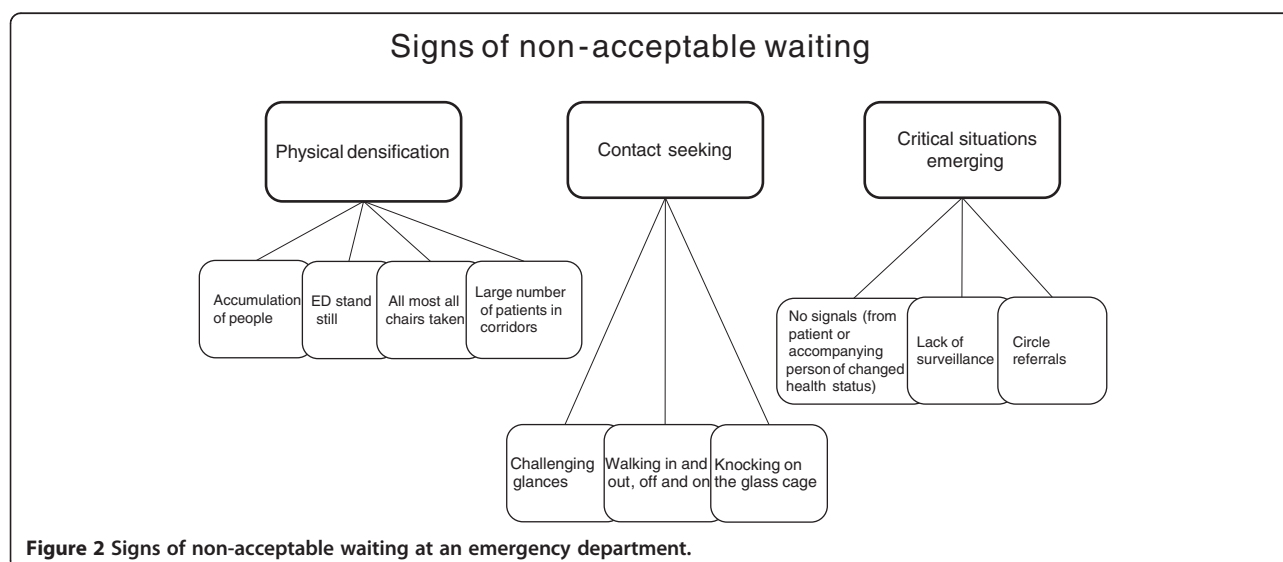 Signs of non-acceptable waiting
Physical densification
Contact seeking
Critical situations
emerging
Accumulation
of people
ED stand
still
All most all
chairs taken
Large number
of patients in
corridors
No signals (from
patient or
accompanying
person of changed
health status)
Lack of
surveillance
Circle
referrals
Challenging
glances
Walking in and
out, off and on
Knocking on
the glass cage
Figure 2 Signs of non-acceptable waiting at an emergency department.